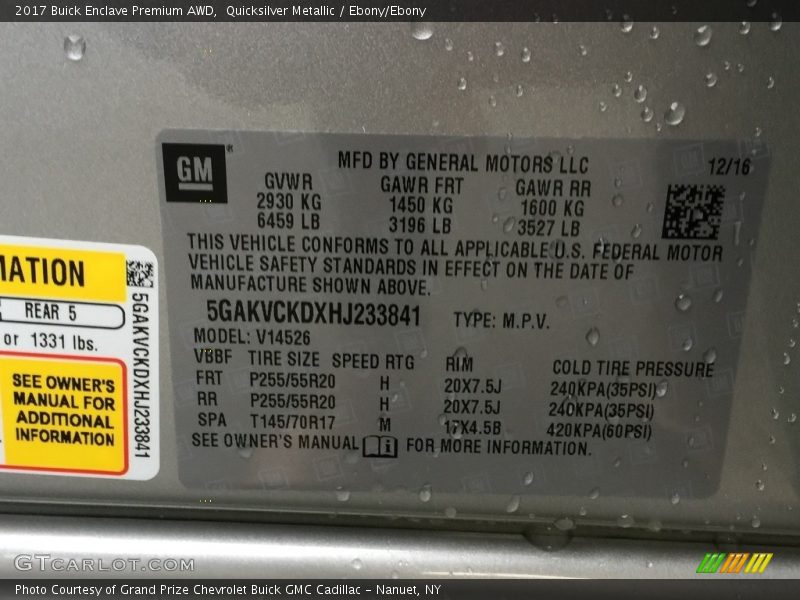 2017 Buick Enclave Premium AWD,  Quicksilver Metallic / Ebony/Ebony
GM®
MFD BY GENERAL MOTORS LLC 12/16
GVWR GAWR FRT GAWR RR
2930 KG 1450 KG 1600 KG
6459 LB 3196 LB 3527 LB
THIS VEHICLE CONFORMS TO ALL APPLICABLE U.S. FEDERAL MOTOR
VEHICLE SAFETY STANDARDS IN EFFECT ON THE DATE OF
MANUFACTURE SHOWN ABOVE.
5GAKVCKDXHJ233841 TYPE: M.P.V.
MODEL: V14526
VBBF TIRE SIZE SPEED RTG RIM COLD TIRE PRESSURE
FRT P255/55R20 H 20X7.5J 240KPA(35PSI)
RR P255/55R20 H 20X7.5J 240KPA(35PSI)
SPA T145/70R17 M 17X4.5B 420KPA(60PSI)
SEE OWNER'S MANUAL FOR MORE INFORMATION.
MATION
REAR 5
or 1331 lbs.
SEE OWNER'S
MANUAL FOR
ADDITIONAL
INFORMATION
5GAKVCKDXHJ233841
GTCARLOT.COM
Photo Courtesy of Grand Prize Chevrolet Buick GMC Cadillac – Nanuet, NY